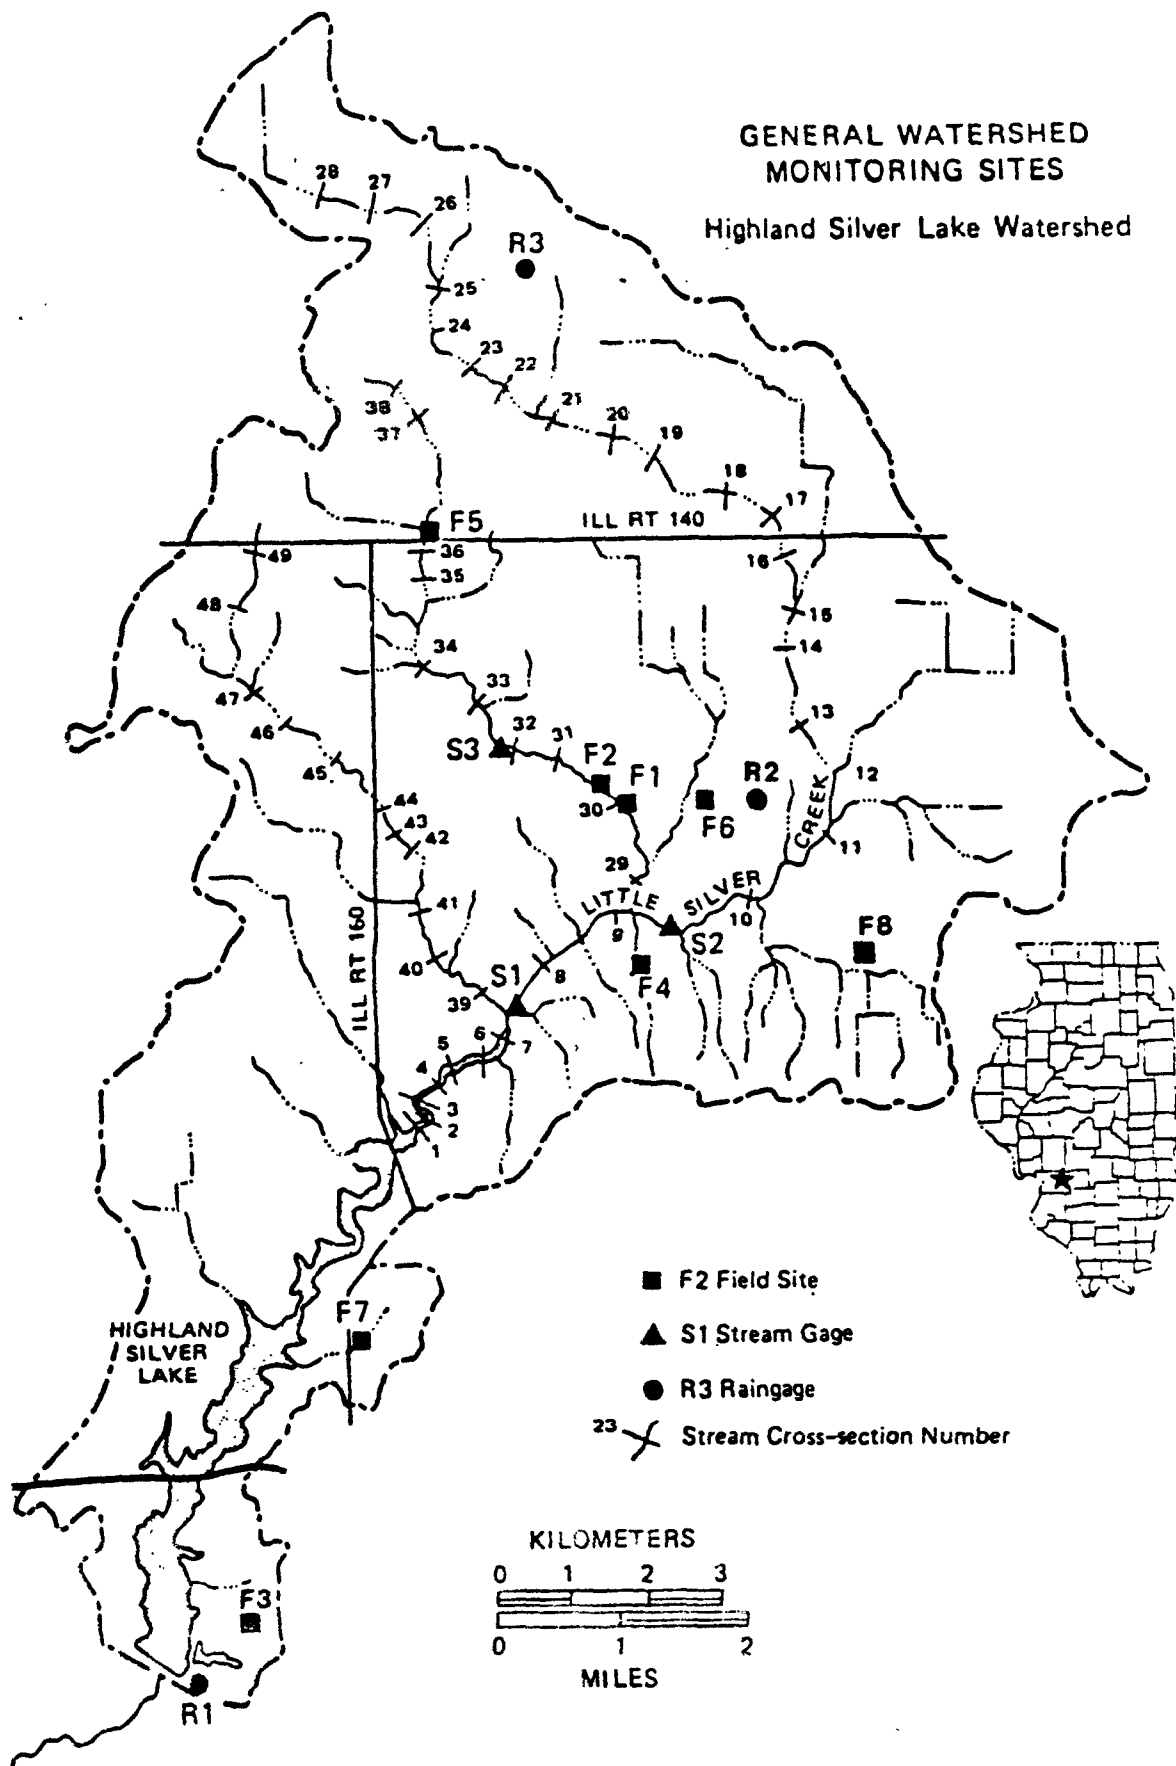 GENERAL WATERSHED
MONITORING SITES
Highland Silver Lake Watershed
28
27
26
R3
25
24
23
22
21
20
19
18
17
38
37
F5
ILL RT 140
36
35
49
16
48
15
14
34
33
47
46
13
32
31
S3
F2
F1
45
12
30
R2
F6
44
43
42
CREEK
11
29
41
LITTLE
SILVER
9
10
S2
F8
ILL RT 160
40
8
F4
39
S1
7
6
5
4
3
2
1
F7
HIGHLAND
SILVER
LAKE
F2 Field Site
S1 Stream Gage
R3 Raingage
23 Stream Cross-section Number
KILOMETERS
0 1 2 3
0 1 2
MILES
F3
R1